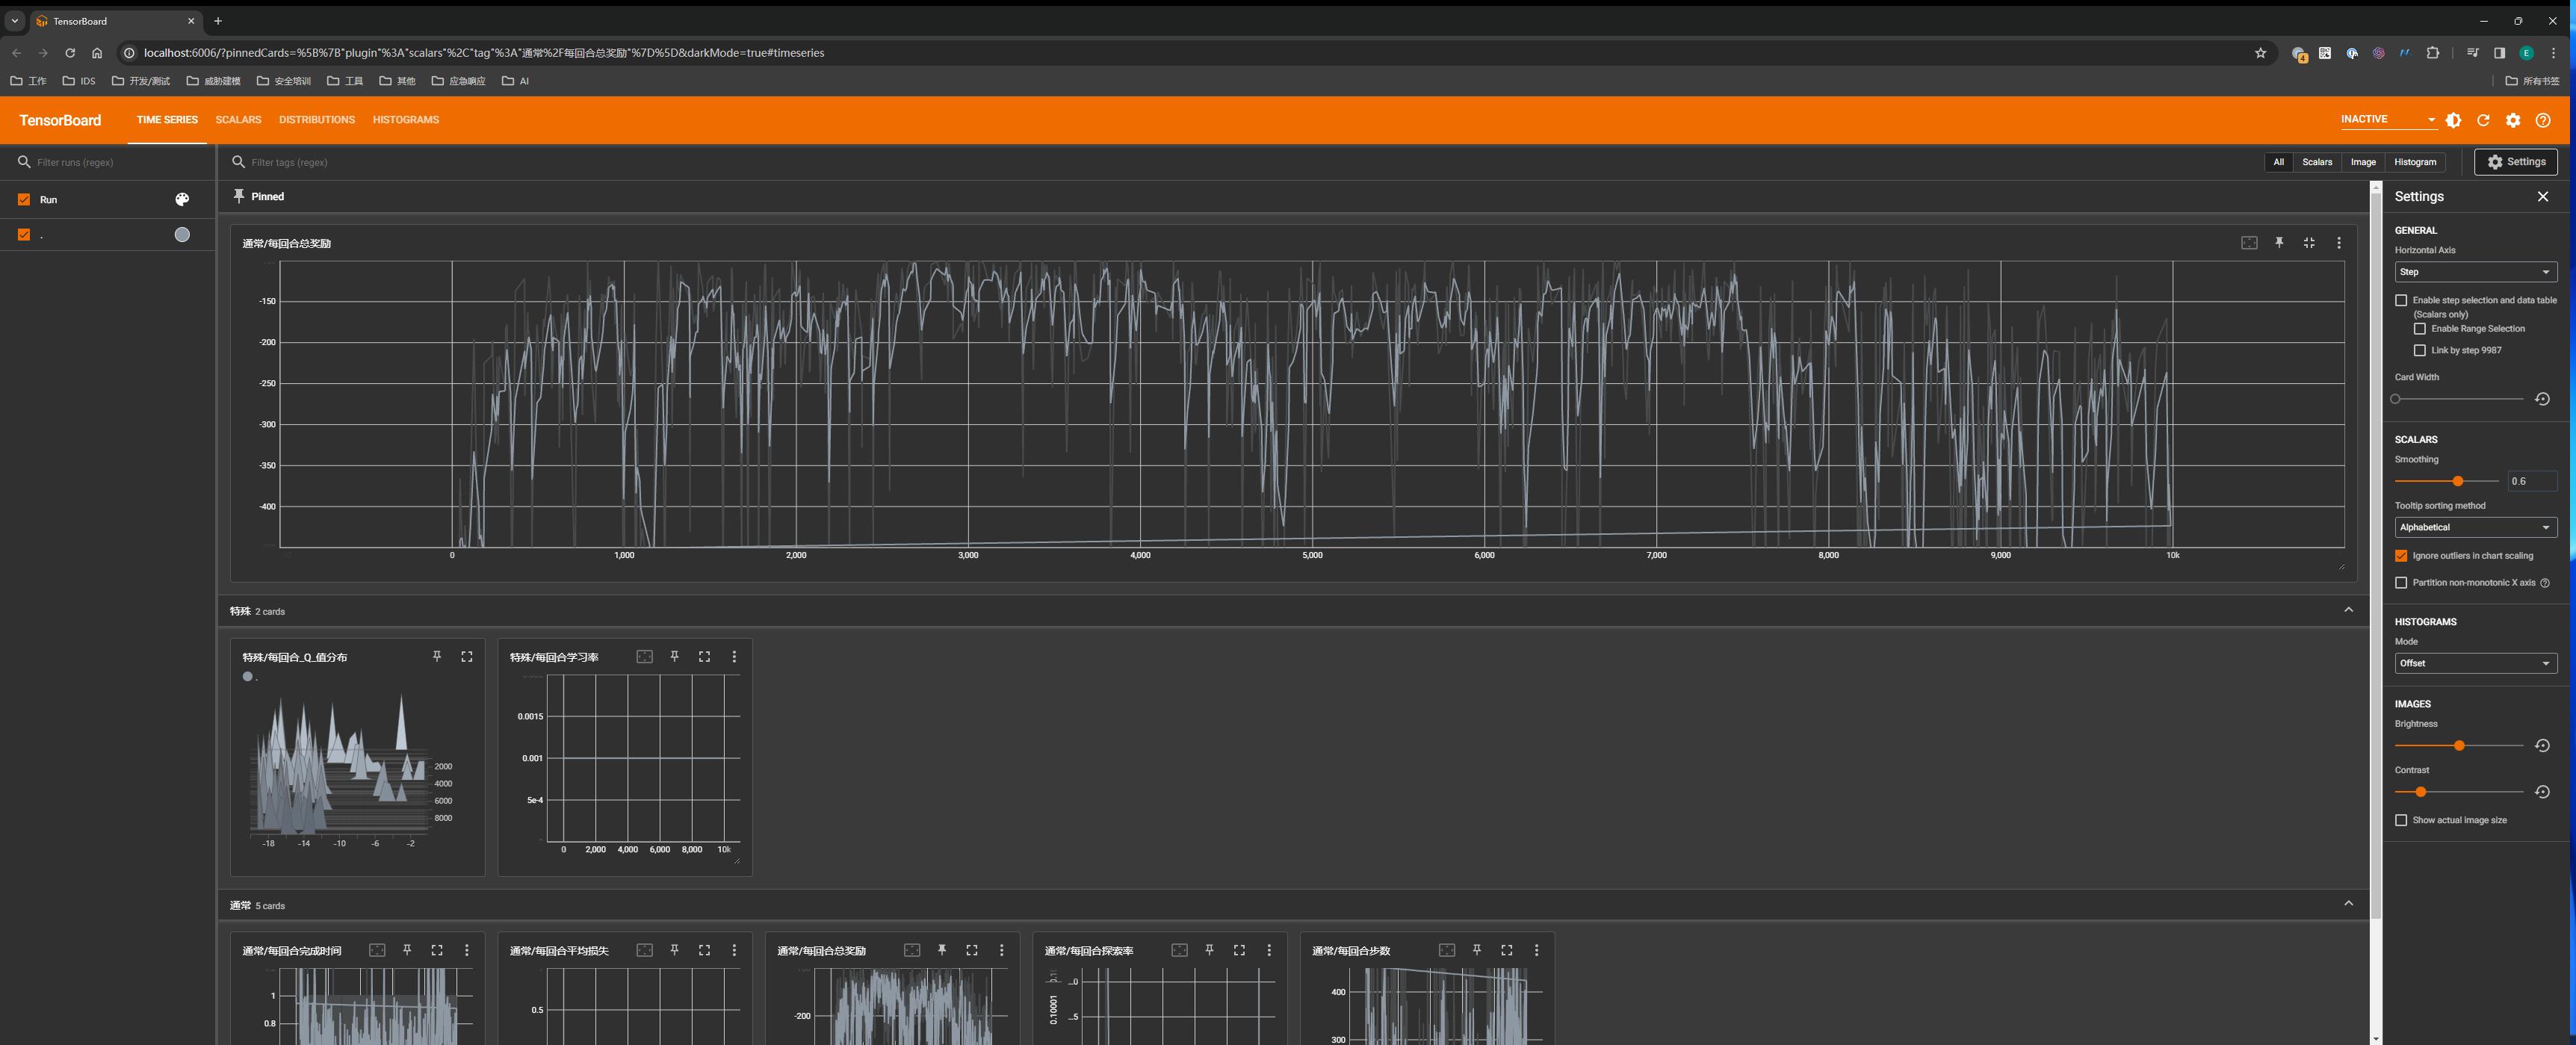 TensorBoard
localhost:6006/?pinnedCards=%5B%7B"plugin"%3A"scalars"%2C"tag"%3A"通常%2F每回合总奖励"%7D%5D&darkMode=true#timeseries
4
E
工作 IDS 开发/测试 威胁建模 安全培训 工具 其他 应急响应 AI 所有书签
TensorBoard TIME SERIES SCALARS DISTRIBUTIONS HISTOGRAMS INACTIVE
Filter runs (regex)
Filter tags (regex)
All Scalars Image Histogram Settings
Run
.
Pinned
通常/每回合总奖励
-150
-200
-250
-300
-350
-400
0 1,000 2,000 3,000 4,000 5,000 6,000 7,000 8,000 9,000 10k
特殊 2 cards
特殊/每回合_Q_值分布
.
2000
4000
6000
8000
-18 -14 -10 -6 -2
特殊/每回合学习率
0.0015
0.001
5e-4
0 2,000 4,000 6,000 8,000 10k
通常 5 cards
通常/每回合完成时间
1
0.8
通常/每回合平均损失
0.5
通常/每回合总奖励
-200
通常/每回合探索率
...0
...5
0.10001
通常/每回合步数
400
300
Settings
GENERAL
Horizontal Axis
Step
Enable step selection and data table
(Scalars only)
Enable Range Selection
Link by step 9987
Card Width
SCALARS
Smoothing
0.6
Tooltip sorting method
Alphabetical
Ignore outliers in chart scaling
Partition non-monotonic X axis
HISTOGRAMS
Mode
Offset
IMAGES
Brightness
Contrast
Show actual image size